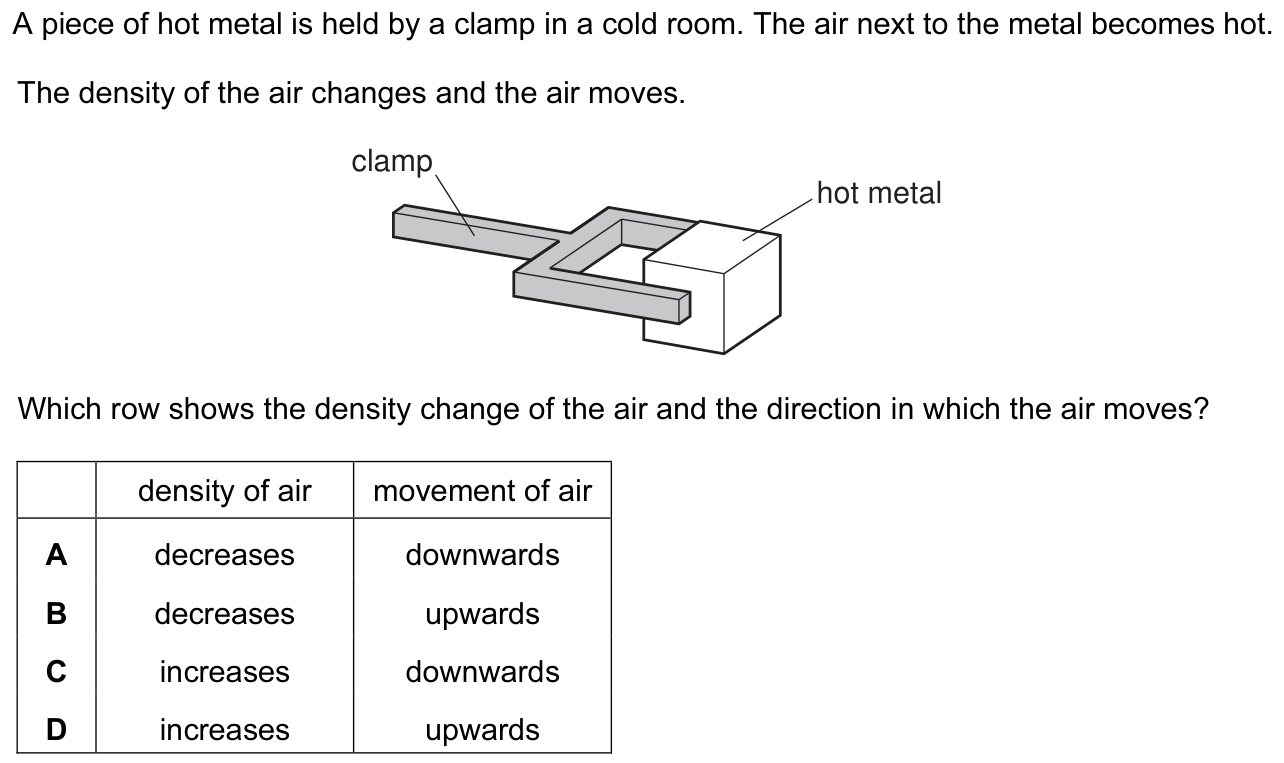 A piece of hot metal is held by a clamp in a cold room. The air next to the metal becomes hot.
The density of the air changes and the air moves.
clamp
hot metal
Which row shows the density change of the air and the direction in which the air moves?
density of air movement of air
A decreases downwards
B decreases upwards
C increases downwards
D increases upwards